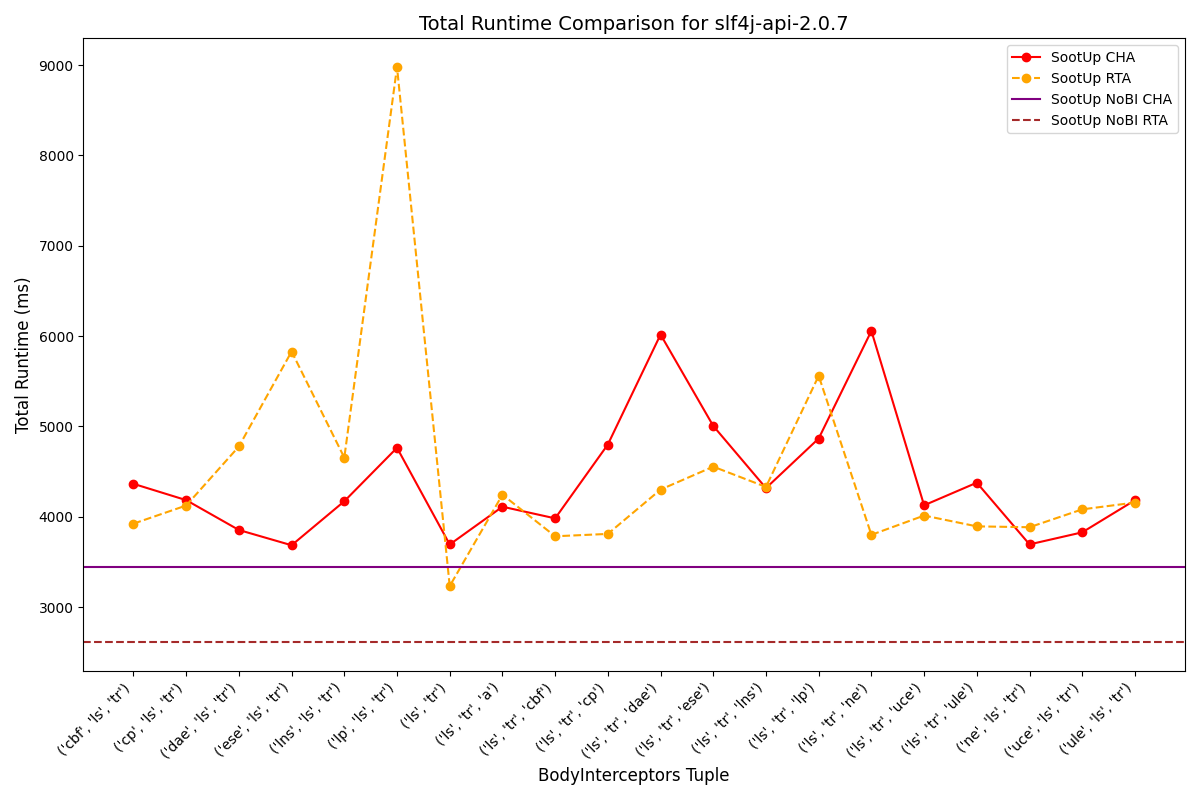 Total Runtime Comparison for slf4j-api-2.0.7
SootUp CHA
SootUp RTA
SootUp NoBI CHA
SootUp NoBI RTA
Total Runtime (ms)
9000
8000
7000
6000
5000
4000
3000
('cbf', 'ls', 'tr')
('cp', 'ls', 'tr')
('dae', 'ls', 'tr')
('ese', 'ls', 'tr')
('lns', 'ls', 'tr')
('lp', 'ls', 'tr')
('ls', 'tr')
('ls', 'tr', 'a')
('ls', 'tr', 'cbf')
('ls', 'tr', 'cp')
('ls', 'tr', 'dae')
('ls', 'tr', 'ese')
('ls', 'tr', 'lns')
('ls', 'tr', 'lp')
('ls', 'tr', 'ne')
('ls', 'tr', 'uce')
('ls', 'tr', 'ule')
('ne', 'ls', 'tr')
('uce', 'ls', 'tr')
('ule', 'ls', 'tr')
BodyInterceptors Tuple